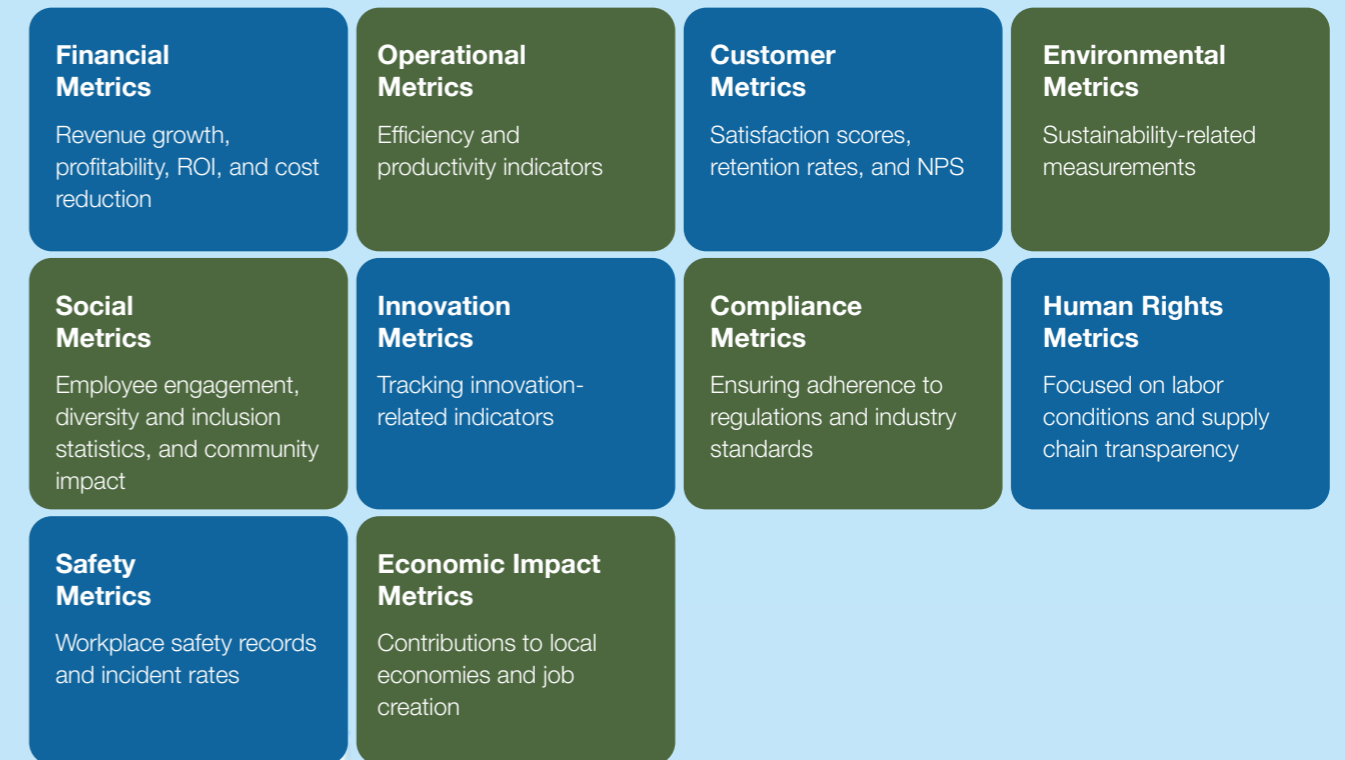 Financial
Metrics
Revenue growth,
profitability, ROI, and cost
reduction
Operational
Metrics
Efficiency and
productivity indicators
Customer
Metrics
Satisfaction scores,
retention rates, and NPS
Environmental
Metrics
Sustainability-related
measurements
Social
Metrics
Employee engagement,
diversity and inclusion
statistics, and community
impact
Innovation
Metrics
Tracking innovation-
related indicators
Compliance
Metrics
Ensuring adherence to
regulations and industry
standards
Human Rights
Metrics
Focused on labor
conditions and supply
chain transparency
Safety
Metrics
Workplace safety records
and incident rates
Economic Impact
Metrics
Contributions to local
economies and job
creation